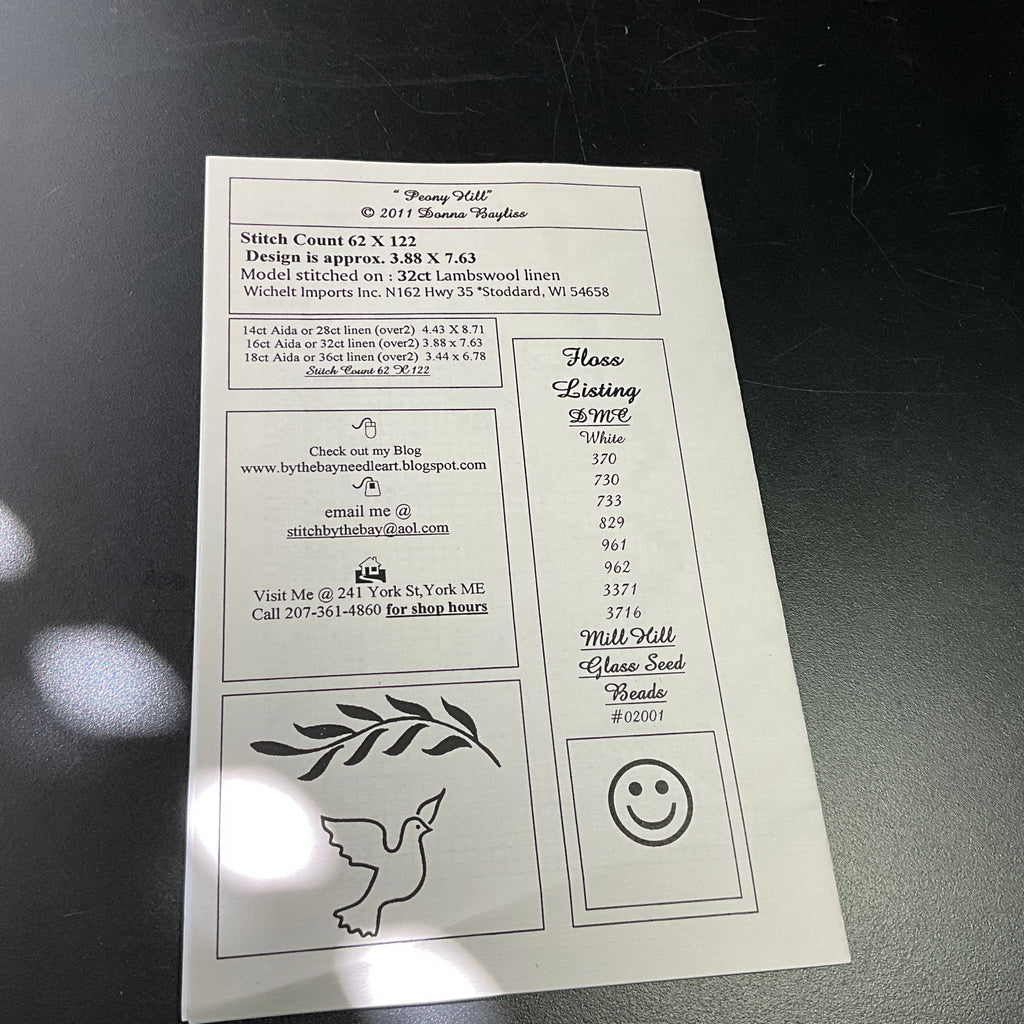 “ Peony Hill”
© 2011 Donna Bayliss
Stitch Count 62 X 122
Design is approx. 3.88 X 7.63
Model stitched on : 32ct Lambswool linen
Wichelt Imports Inc. N162 Hwy 35 *Stoddard, WI 54658
14ct Aida or 28ct linen (over2) 4.43 X 8.71
16ct Aida or 32ct linen (over2) 3.88 x 7.63
18ct Aida or 36ct linen (over2) 3.44 x 6.78
Stitch Count 62 X 122
Check out my Blog
www.bythebayneedleart.blogspot.com
email me @
stitchbythebay@aol.com
Visit Me @ 241 York St,York ME
Call 207-361-4860 for shop hours
Floss
Listing
DMC
White
370
730
733
829
961
962
3371
3716
Mill Hill
Glass Seed
Beads
#02001